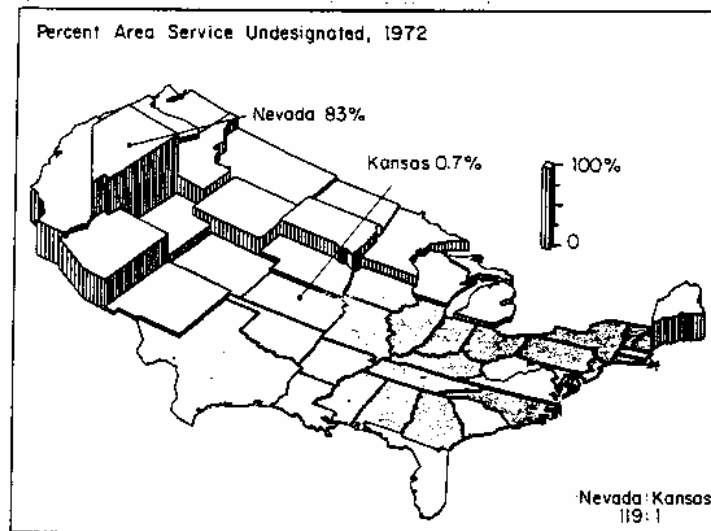 Percent Area Service Undesignated, 1972
Nevada 83%
Kansas 0.7%
100%
0
Nevada:Kansas
119:1